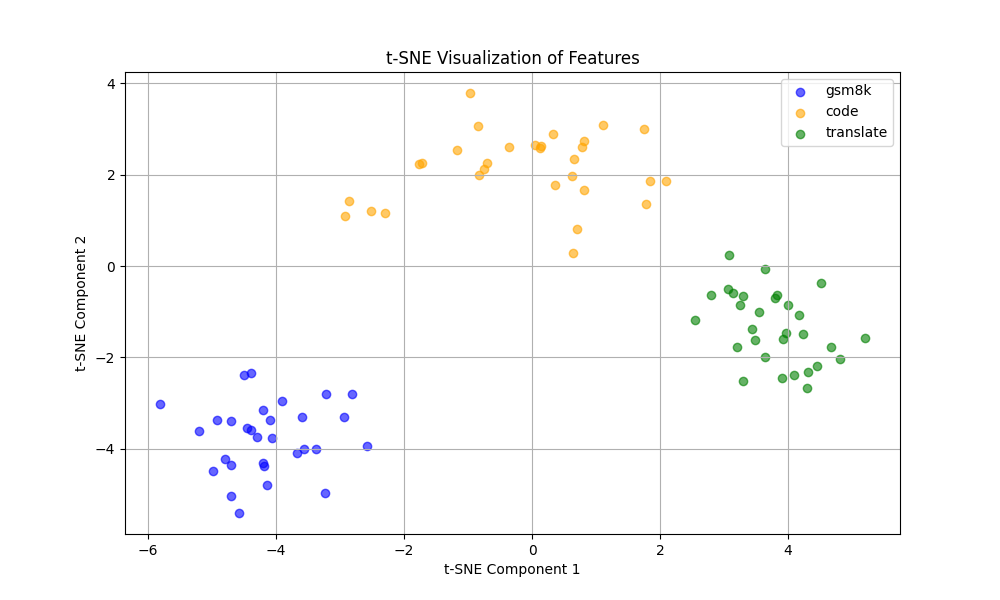 t-SNE Visualization of Features
gsm8k
code
translate
4
2
0
−2
−4
t-SNE Component 2
−6
−4
−2
0
2
4
t-SNE Component 1